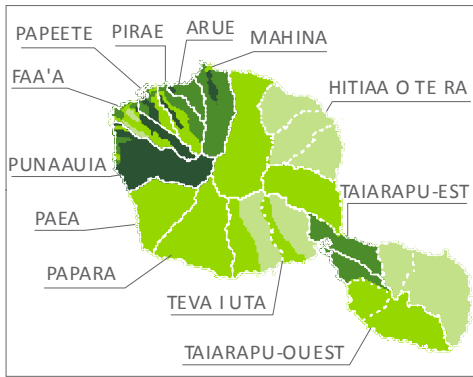 PAPEETE
PIRAE
ARUE
MAHINA
FAA'A
HITIAA O TE RA
PUNAAUIA
TAIARAPU-EST
PAEA
PAPARA
TEVA I UTA
TAIARAPU-OUEST